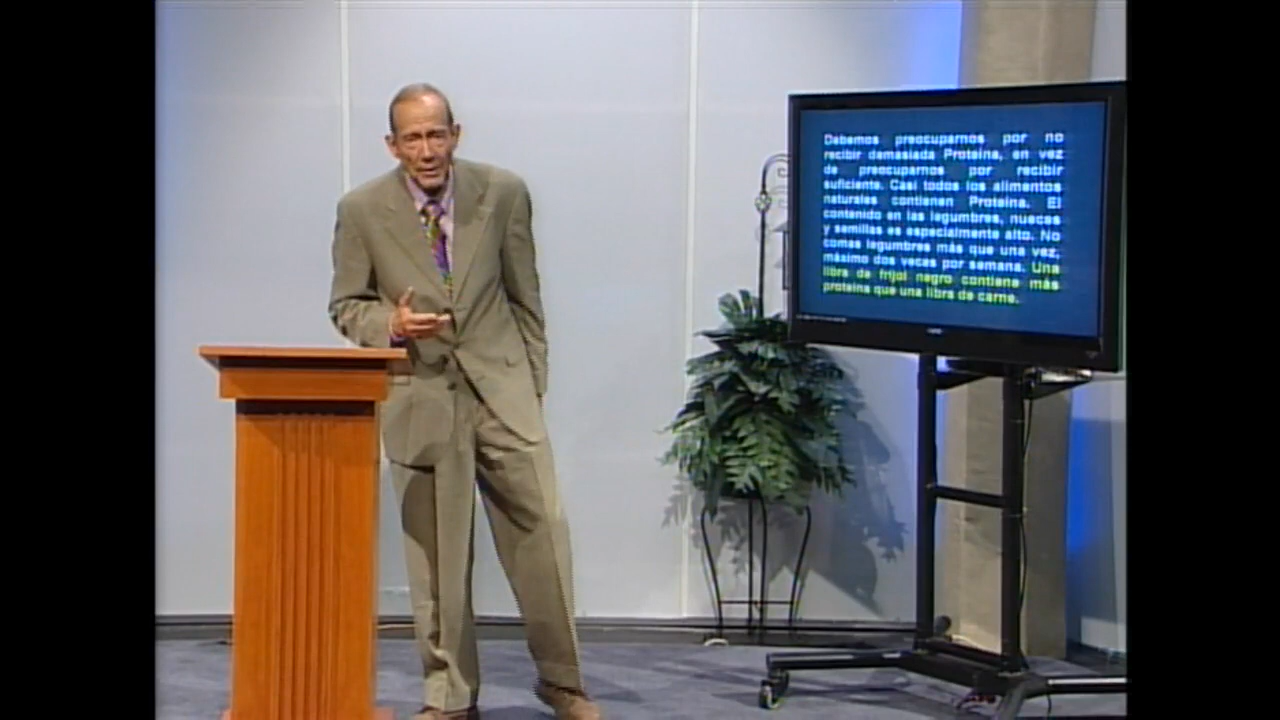 Debemos preocuparnos por no
recibir demasiada Proteína, en vez
de preocuparnos por recibir
suficiente. Casi todos los alimentos
naturales contienen Proteína. El
contenido en las legumbres, nueces
y semillas es especialmente alto. No
comas legumbres más que una vez,
máximo dos veces por semana. Una
libra de frijol negro contiene más
proteína que una libra de carne.